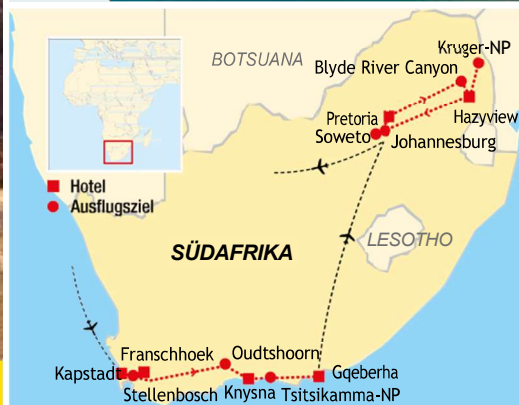 Kruger-NP
BOTSUANA
Blyde River Canyon
Hazyview
Pretoria
Soweto
Johannesburg
Hotel
Ausflugsziel
SÜDAFRIKA
LESOTHO
Franschhoek
Oudtshoorn
Kapstadt
Gqeberha
Stellenbosch
Knysna
Tsitsikamma-NP